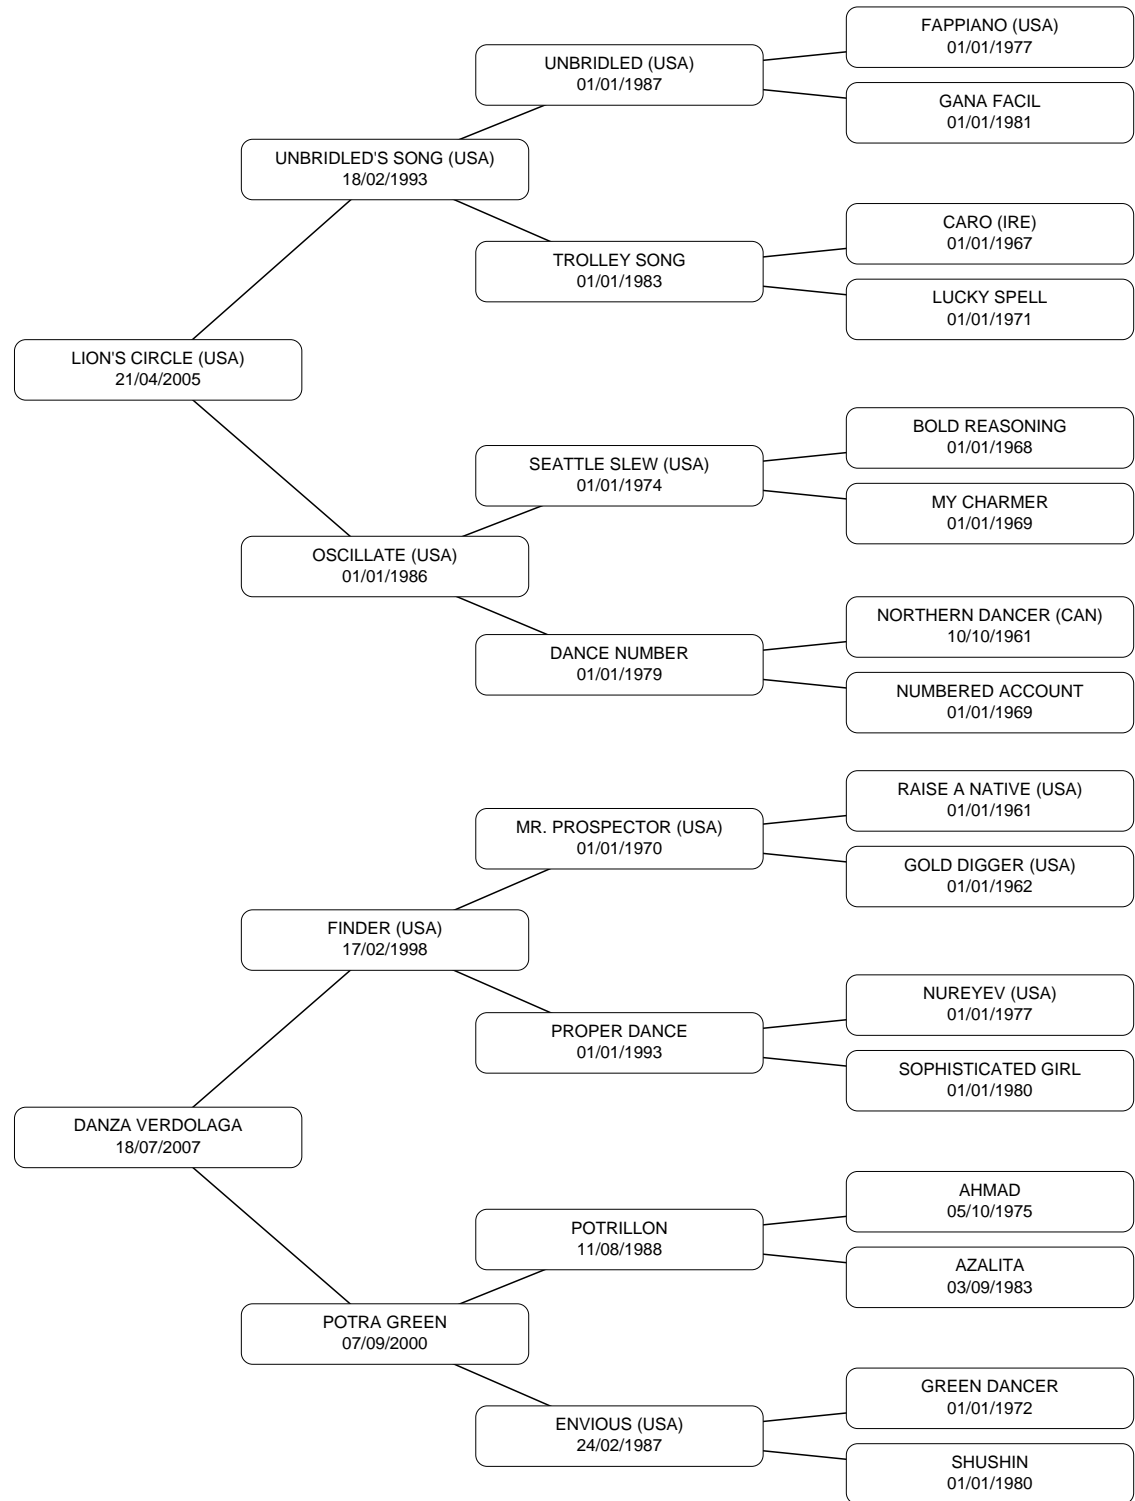 FAPPIANO (USA)
01/01/1977
UNBRIDLED (USA)
01/01/1987
GANA FACIL
01/01/1981
UNBRIDLED'S SONG (USA)
18/02/1993
CARO (IRE)
01/01/1967
TROLLEY SONG
01/01/1983
LUCKY SPELL
01/01/1971
LION'S CIRCLE (USA)
21/04/2005
BOLD REASONING
01/01/1968
SEATTLE SLEW (USA)
01/01/1974
MY CHARMER
01/01/1969
OSCILLATE (USA)
01/01/1986
NORTHERN DANCER (CAN)
10/10/1961
DANCE NUMBER
01/01/1979
NUMBERED ACCOUNT
01/01/1969
RAISE A NATIVE (USA)
01/01/1961
MR. PROSPECTOR (USA)
01/01/1970
GOLD DIGGER (USA)
01/01/1962
FINDER (USA)
17/02/1998
NUREYEV (USA)
01/01/1977
PROPER DANCE
01/01/1993
SOPHISTICATED GIRL
01/01/1980
DANZA VERDOLAGA
18/07/2007
AHMAD
05/10/1975
POTRILLON
11/08/1988
AZALITA
03/09/1983
POTRA GREEN
07/09/2000
GREEN DANCER
01/01/1972
ENVIOUS (USA)
24/02/1987
SHUSHIN
01/01/1980